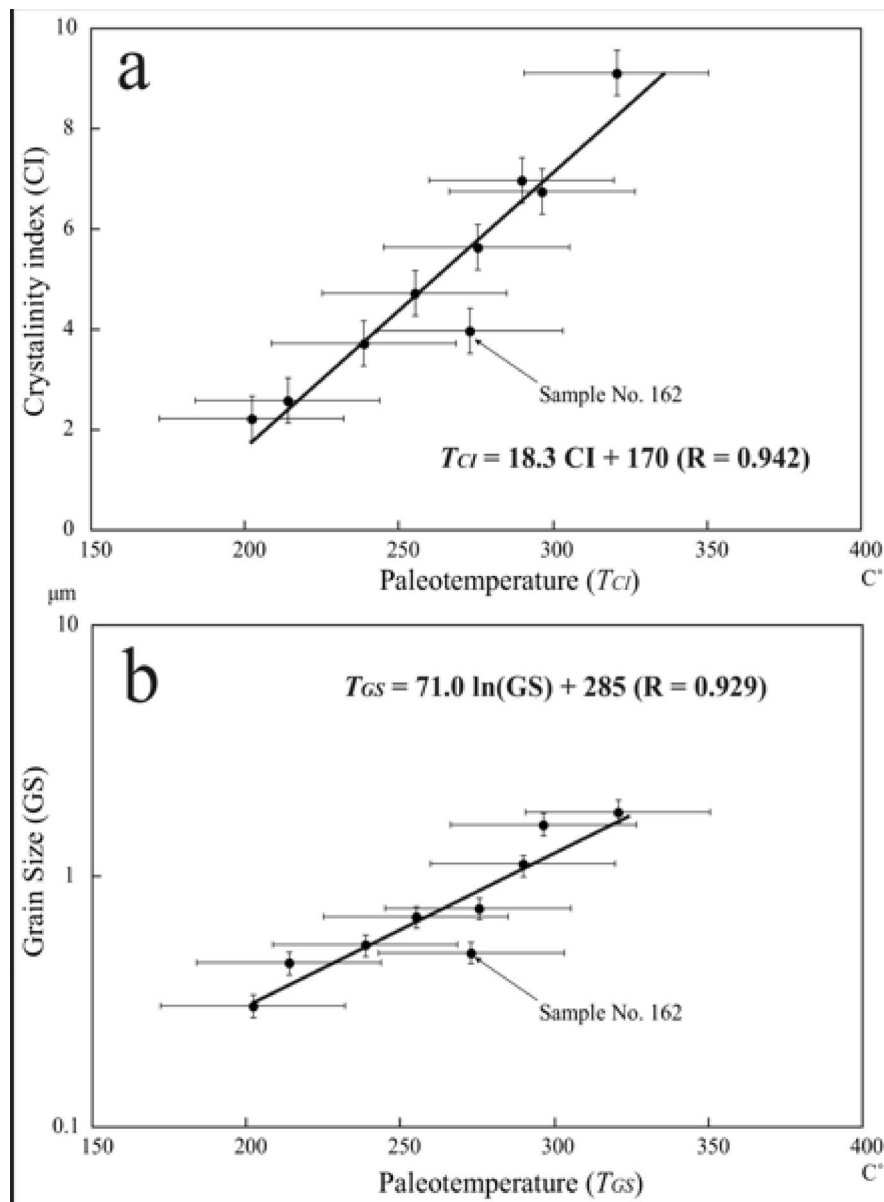 a
10
8
6
4
2
0
Crystalinity index (CI)
Sample No. 162
TCI = 18.3 CI + 170 (R = 0.942)
150 200 250 300 350 400
Paleotemperature (TCI)
C°
μm
b
10
1
0.1
Grain Size (GS)
TGS = 71.0 ln(GS) + 285 (R = 0.929)
Sample No. 162
150 200 250 300 350 400
Paleotemperature (TGS)
C°